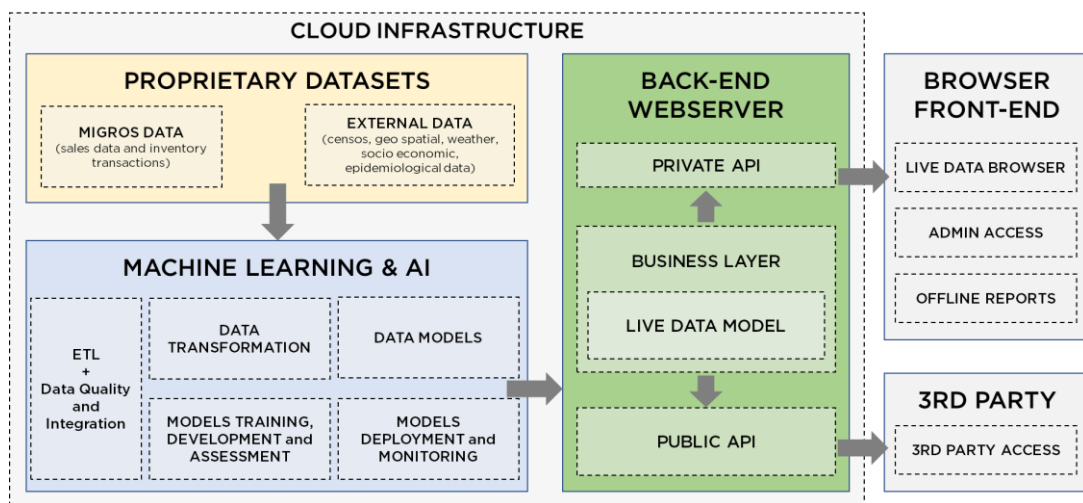 CLOUD INFRASTRUCTURE
PROPRIETARY DATASETS
MIGROS DATA
(sales data and inventory
transactions)
EXTERNAL DATA
(censos, geo spatial, weather,
socio economic,
epidemiological data)
MACHINE LEARNING & AI
ETL
+
Data Quality
and
Integration
DATA
TRANSFORMATION
DATA MODELS
MODELS TRAINING,
DEVELOPMENT and
ASSESSMENT
MODELS
DEPLOYMENT and
MONITORING
BACK-END
WEBSERVER
PRIVATE API
BUSINESS LAYER
LIVE DATA MODEL
PUBLIC API
BROWSER
FRONT-END
LIVE DATA BROWSER
ADMIN ACCESS
OFFLINE REPORTS
3RD PARTY
3RD PARTY ACCESS